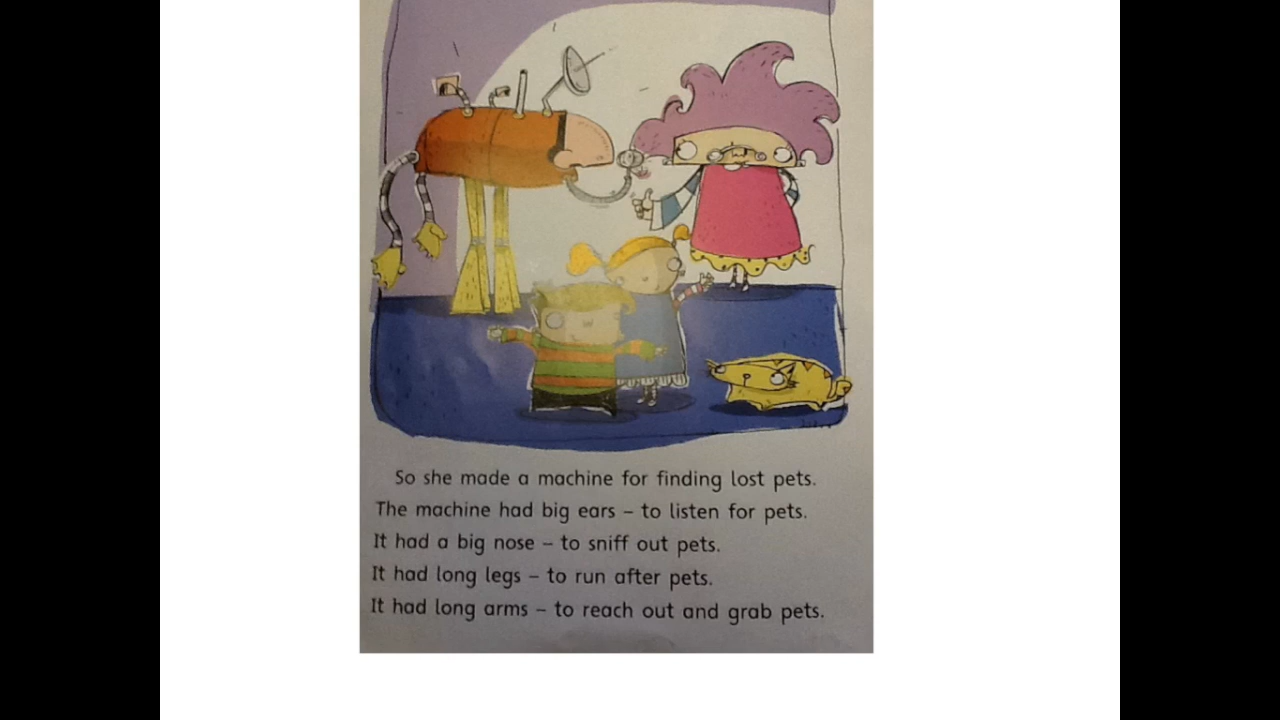 So she made a machine for finding lost pets.
The machine had big ears – to listen for pets.
It had a big nose – to sniff out pets.
It had long legs – to run after pets.
It had long arms – to reach out and grab pets.